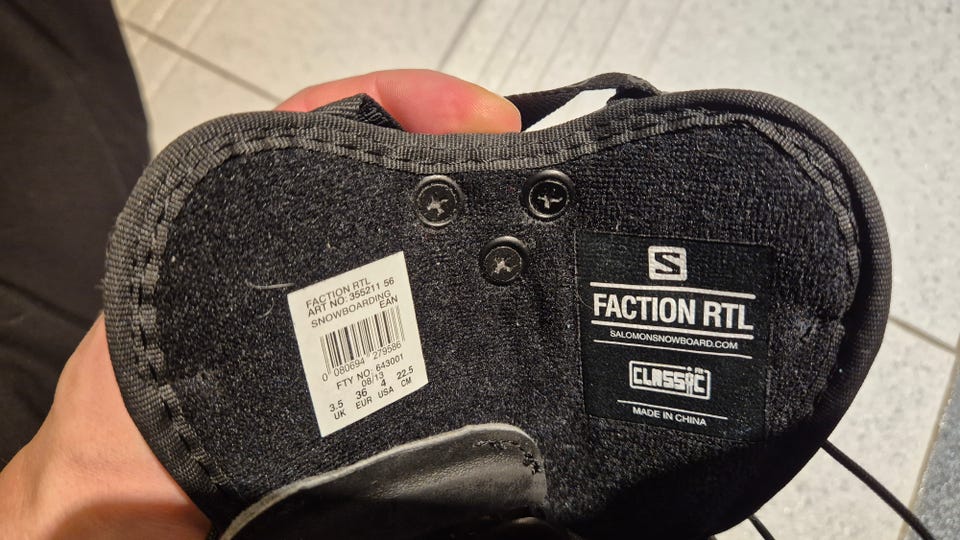 FACTION RTL
ART NO: 355211 56
SNOWBOARDING
EAN
0 080694 279586
FTY NO: 643001
08/13
3.5 36 4 22.5
UK EUR USA CM
S
FACTION RTL
SALOMONSNOWBOARD.COM
CLASSIC FIT
MADE IN CHINA